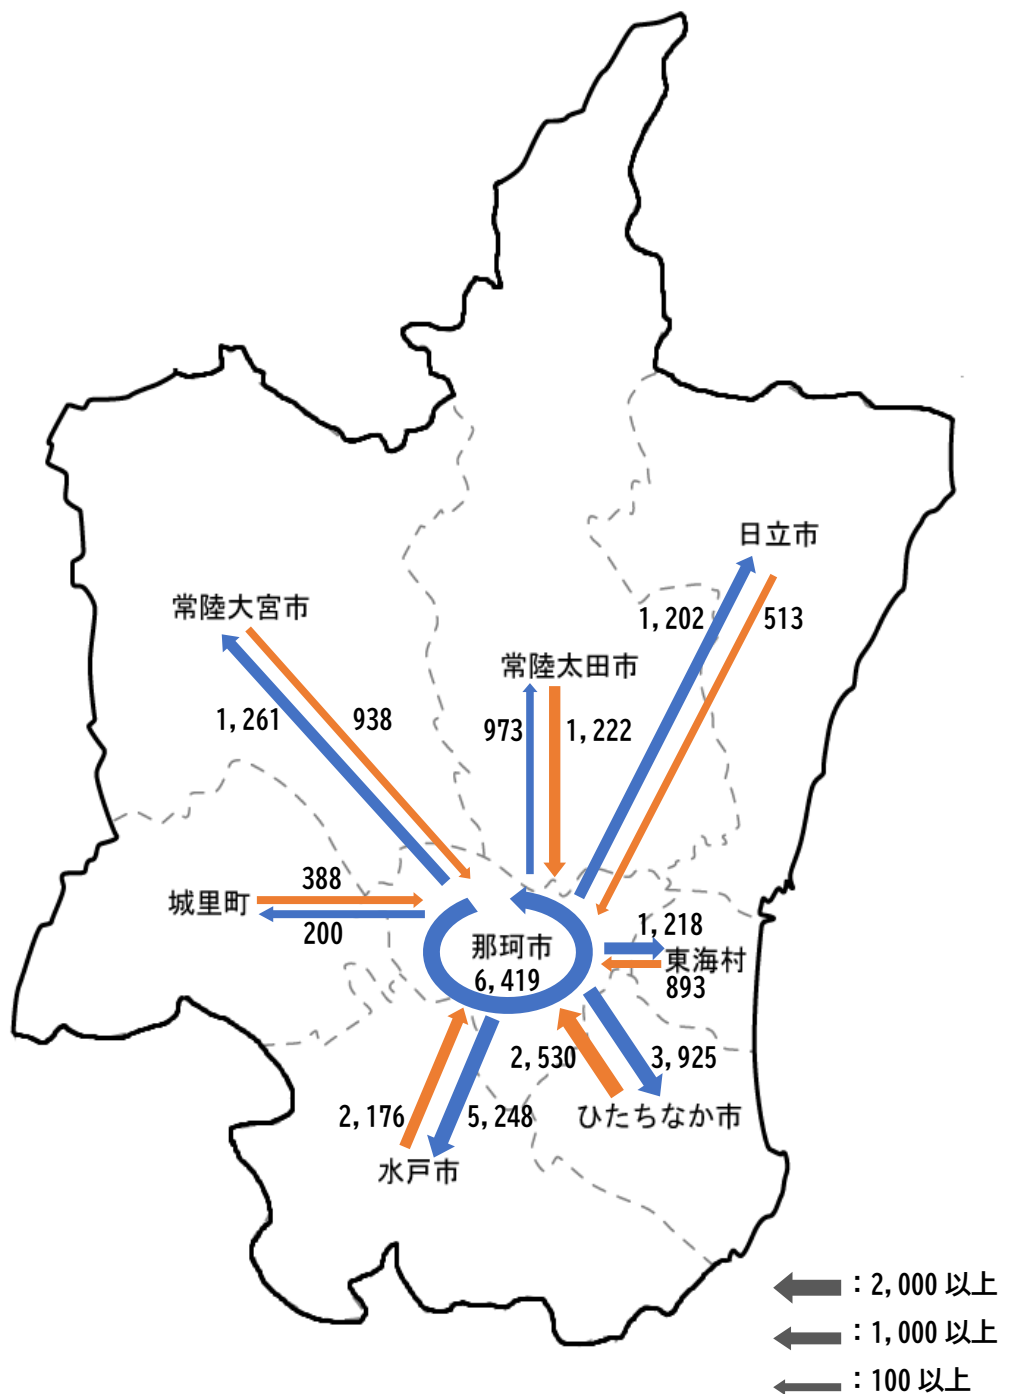 日立市
常陸大宮市
1,202
513
常陸太田市
1,261
938
973
1,222
388
城里町
200
1,218
那珂市
東海村
6,419
893
2,530
3,925
2,176
5,248
ひたちなか市
水戸市
：2,000 以上
：1,000 以上
：100 以上